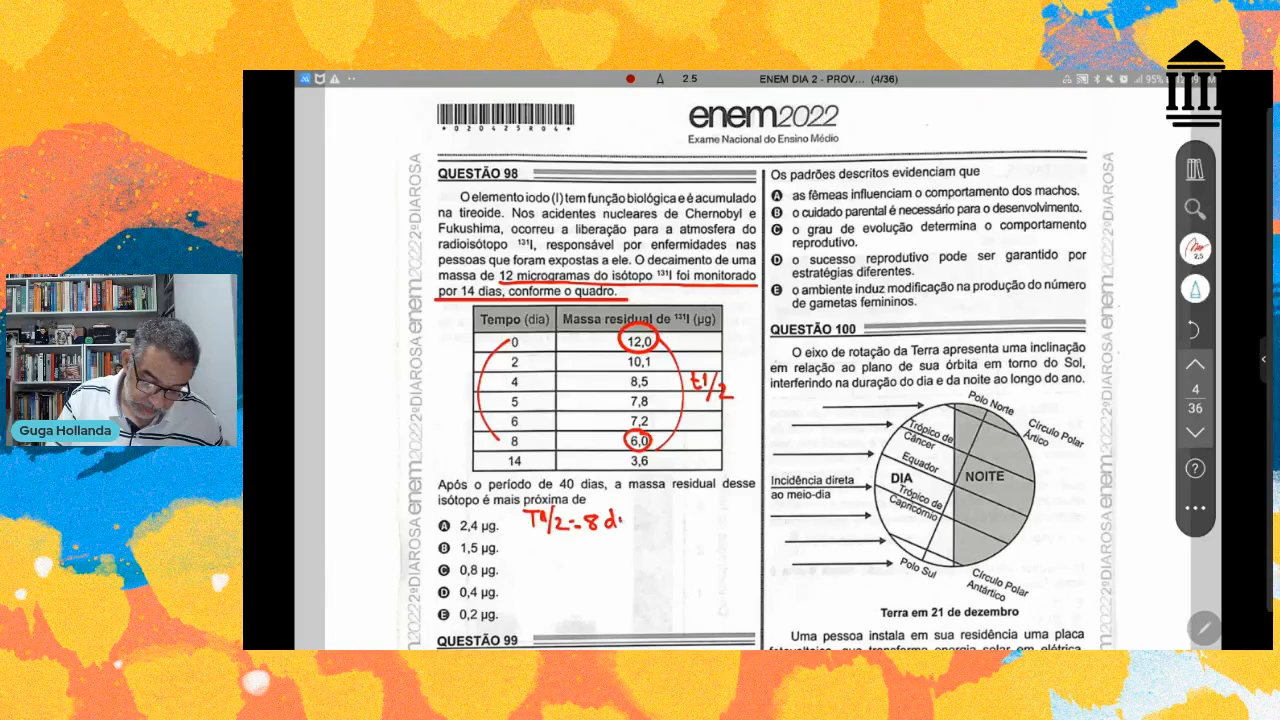 2.5 ENEM DIA 2 - PROV... (4/36) 95%
*020425R04*
enem2022
Exame Nacional do Ensino Médio
2022 2º DIA ROSA
QUESTÃO 98
O elemento iodo (I) tem função biológica e é acumulado
na tireoide. Nos acidentes nucleares de Chernobyl e
Fukushima, ocorreu a liberação para a atmosfera do
radioisótopo ¹³¹I, responsável por enfermidades nas
pessoas que foram expostas a ele. O decaimento de uma
massa de 12 microgramas do isótopo ¹³¹I foi monitorado
por 14 dias, conforme o quadro.
Tempo (dia) Massa residual de ¹³¹I (μg)
0 12,0
2 10,1
4 8,5
5 7,8
6 7,2
8 6,0
14 3,6
t1/2
Após o período de 40 dias, a massa residual desse
isótopo é mais próxima de
A 2,4 μg.
B 1,5 μg.
C 0,8 μg.
D 0,4 μg.
E 0,2 μg.
QUESTÃO 99
Os padrões descritos evidenciam que
A as fêmeas influenciam o comportamento dos machos.
B o cuidado parental é necessário para o desenvolvimento.
C o grau de evolução determina o comportamento
reprodutivo.
D o sucesso reprodutivo pode ser garantido por
estratégias diferentes.
E o ambiente induz modificação na produção do número
de gametas femininos.
QUESTÃO 100
O eixo de rotação da Terra apresenta uma inclinação
em relação ao plano de sua órbita em torno do Sol,
interferindo na duração do dia e da noite ao longo do ano.
Polo Norte
Círculo Polar
Ártico
Trópico de
Câncer
Equador
Incidência direta
ao meio-dia
DIA
NOITE
Trópico de
Capricórnio
Polo Sul
Círculo Polar
Antártico
Terra em 21 de dezembro
Uma pessoa instala em sua residência uma placa
2022 2º DIA ROSA
2,5
4
36
Guga Hollanda